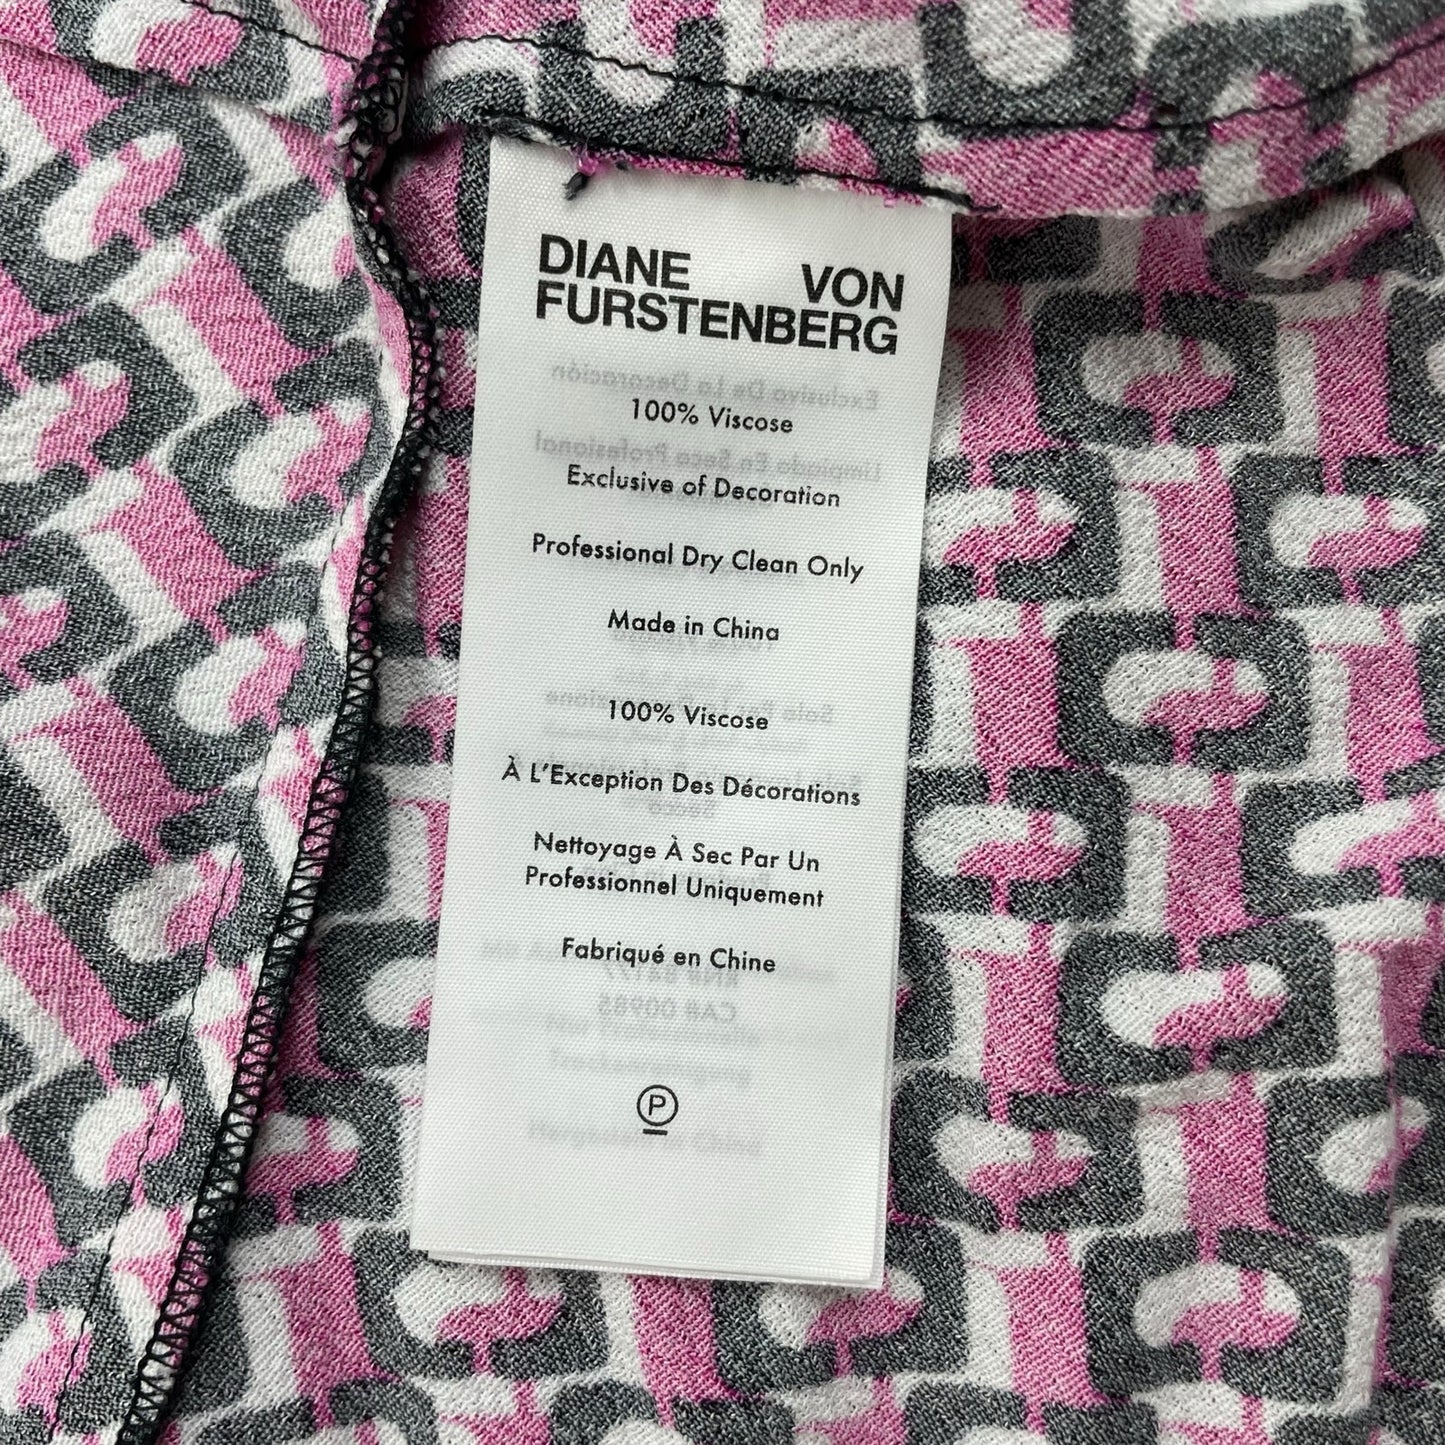 DIANE VON
FURSTENBERG
100% Viscose
Exclusive of Decoration
Professional Dry Clean Only
Made in China
100% Viscose
À L’Exception Des Décorations
Nettoyage À Sec Par Un
Professionnel Uniquement
Fabriqué en Chine
P